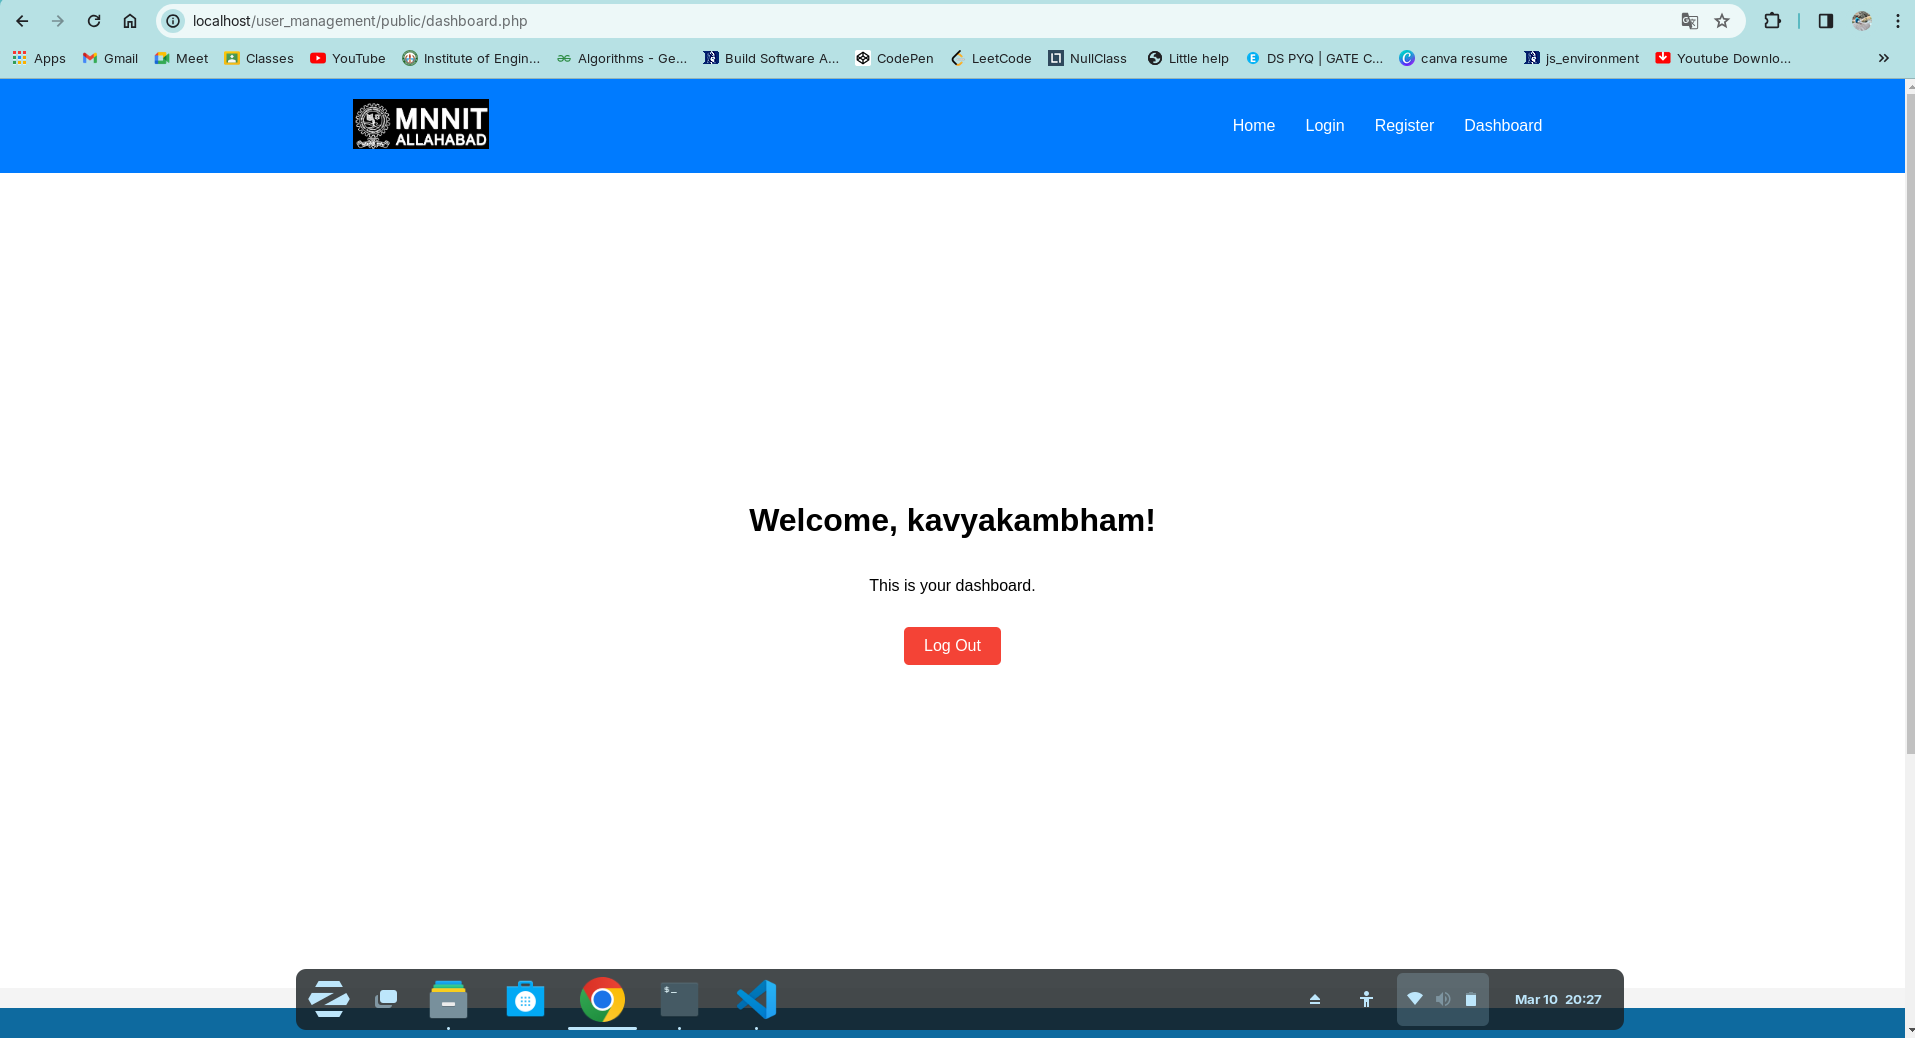 localhost/user_management/public/dashboard.php
Apps Gmail Meet Classes YouTube Institute of Engin... Algorithms - Ge... Build Software A... CodePen LeetCode NullClass Little help DS PYQ | GATE C... canva resume js_environment Youtube Downlo...
MNNIT
ALLAHABAD
Home Login Register Dashboard
Welcome, kavyakambham!
This is your dashboard.
Log Out
$_
Mar 10 20:27